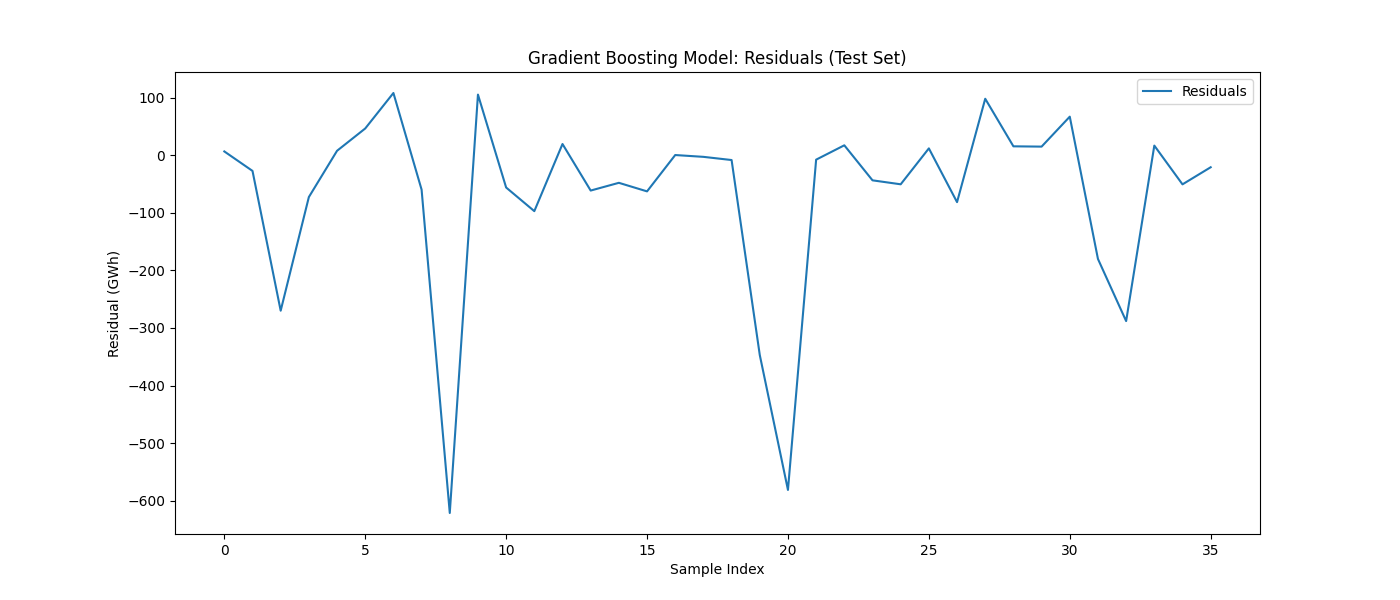 Gradient Boosting Model: Residuals (Test Set)
Residuals
100
0
−100
−200
−300
−400
−500
−600
Residual (GWh)
0 5 10 15 20 25 30 35
Sample Index